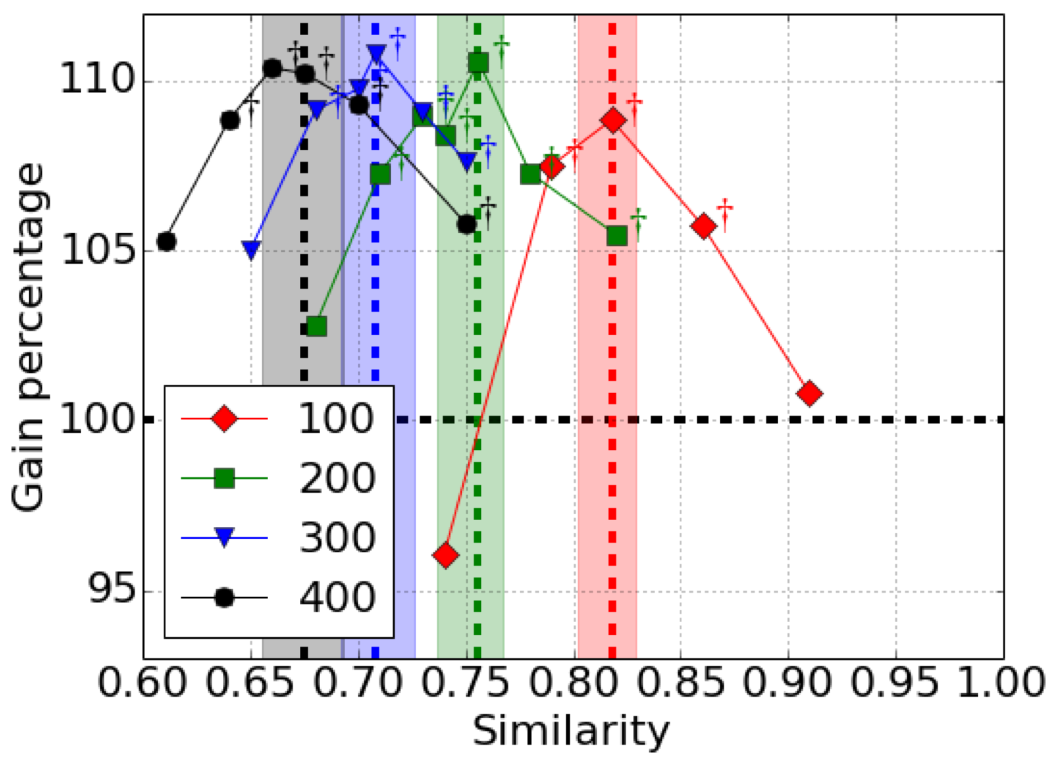 Gain percentage
110
105
100
95
† † † †
† † † † † † †
† † † † † †
† † † †
100
200
300
400
0.60 0.65 0.70 0.75 0.80 0.85 0.90 0.95 1.00
Similarity